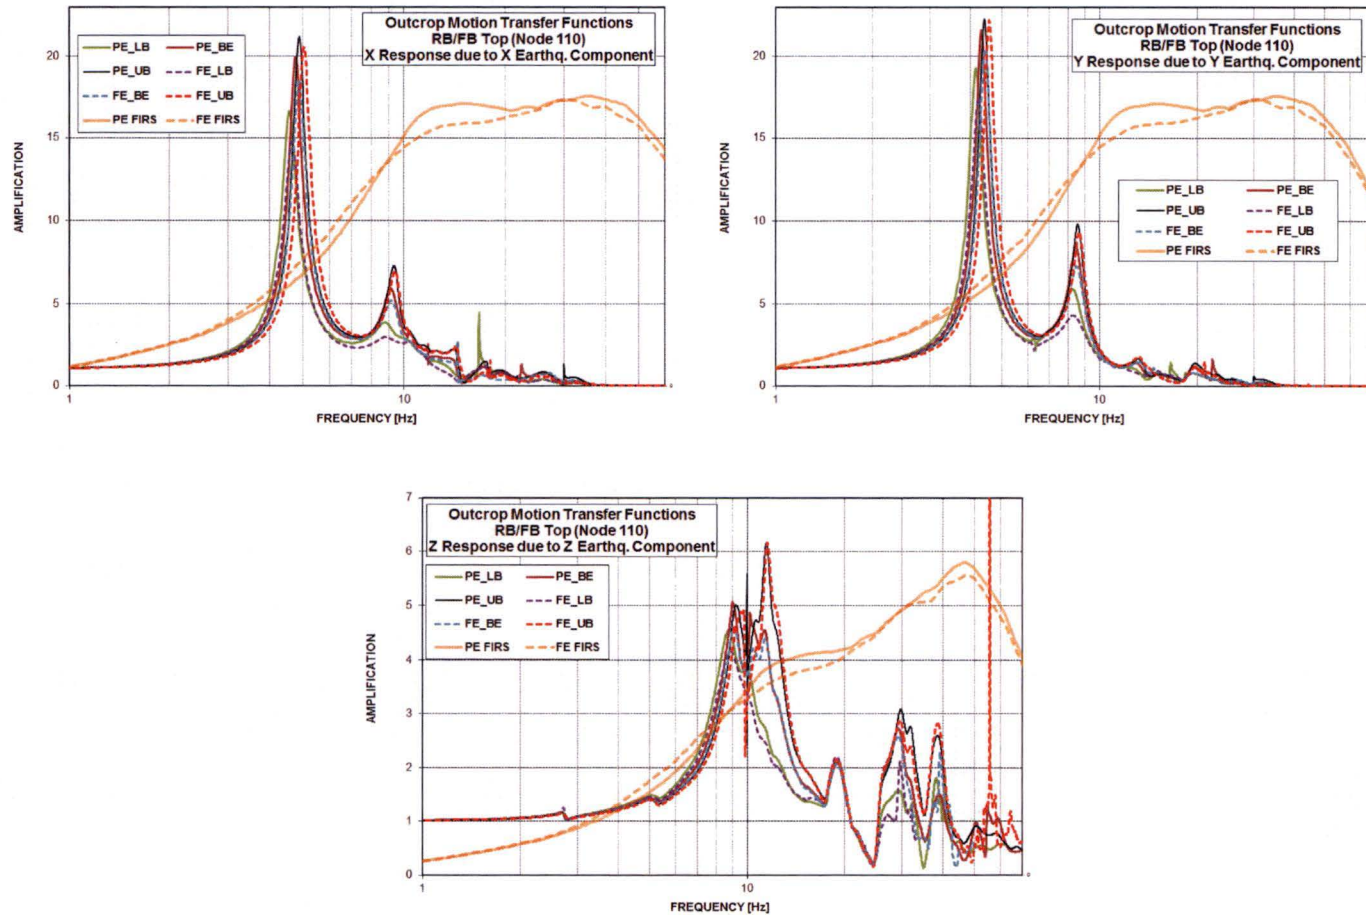 Outcrop Motion Transfer Functions
RB/FB Top (Node 110)
X Response due to X Earthq. Component
PE_LB PE_BE
PE_UB FE_LB
FE_BE FE_UB
PE FIRS FE FIRS
AMPLIFICATION
20
15
10
5
0
1 10
FREQUENCY [Hz]
Outcrop Motion Transfer Functions
RB/FB Top (Node 110)
Y Response due to Y Earthq. Component
PE_LB PE_BE
PE_UB FE_LB
FE_BE FE_UB
PE FIRS FE FIRS
AMPLIFICATION
20
15
10
5
0
1 10
FREQUENCY [Hz]
Outcrop Motion Transfer Functions
RB/FB Top (Node 110)
Z Response due to Z Earthq. Component
PE_LB PE_BE
PE_UB FE_LB
FE_BE FE_UB
PE FIRS FE FIRS
AMPLIFICATION
7
6
5
4
3
2
1
0
1 10
FREQUENCY [Hz]